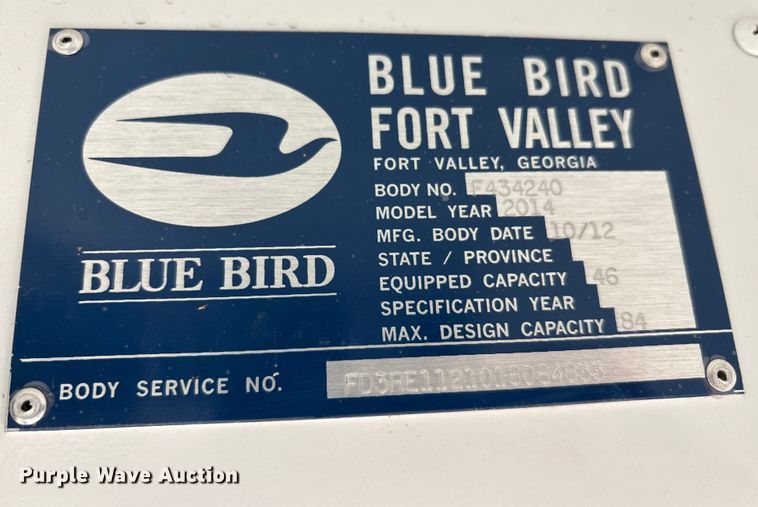 BLUE BIRD
FORT VALLEY
FORT VALLEY, GEORGIA
BODY NO. F434240
MODEL YEAR 2014
MFG. BODY DATE 10/12
STATE / PROVINCE
EQUIPPED CAPACITY 46
SPECIFICATION YEAR
MAX. DESIGN CAPACITY 84
BLUE BIRD
BODY SERVICE NO.
Purple Wave Auction